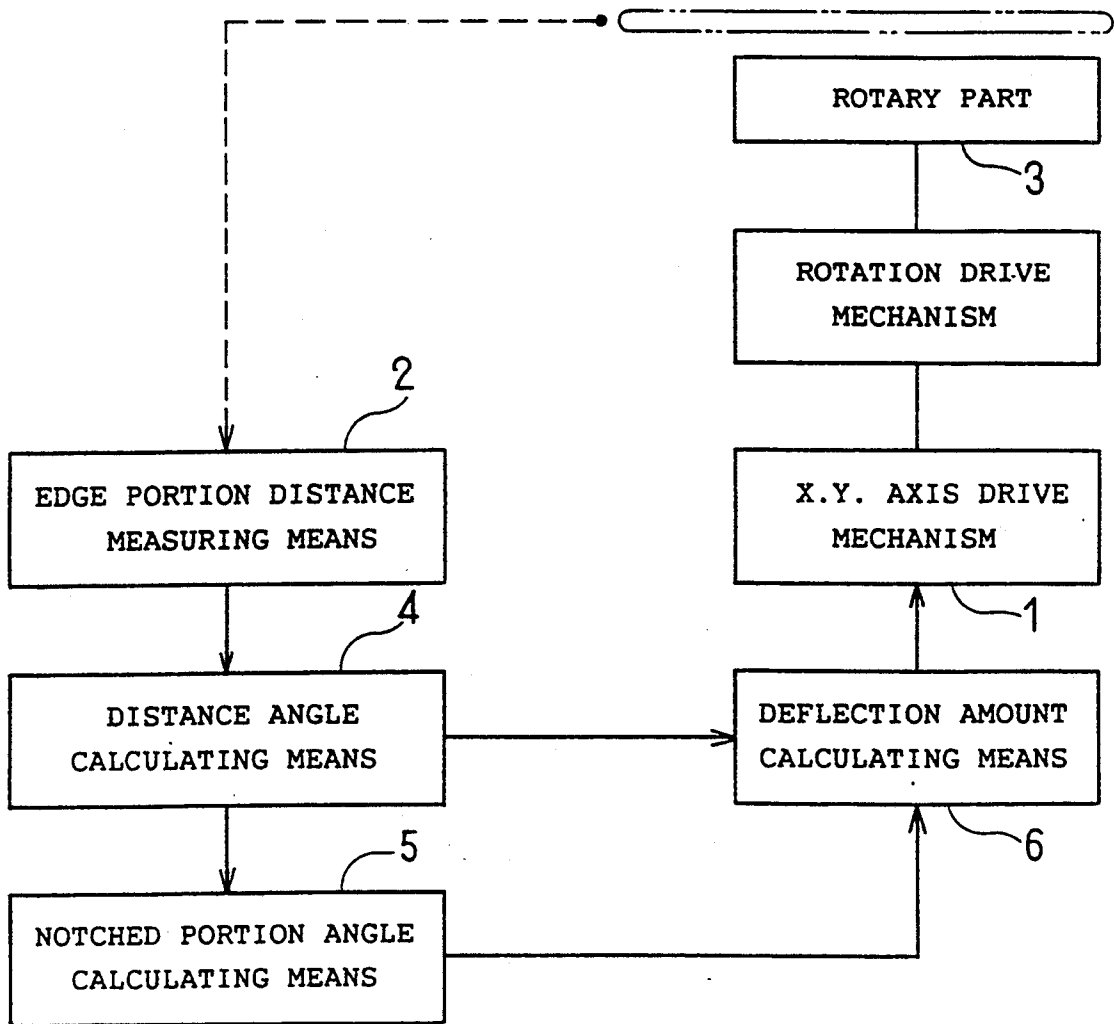 ROTARY PART
3
ROTATION DRIVE
MECHANISM
2
EDGE PORTION DISTANCE
MEASURING MEANS
X.Y. AXIS DRIVE
MECHANISM
1
4
DISTANCE ANGLE
CALCULATING MEANS
DEFLECTION AMOUNT
CALCULATING MEANS
6
5
NOTCHED PORTION ANGLE
CALCULATING MEANS